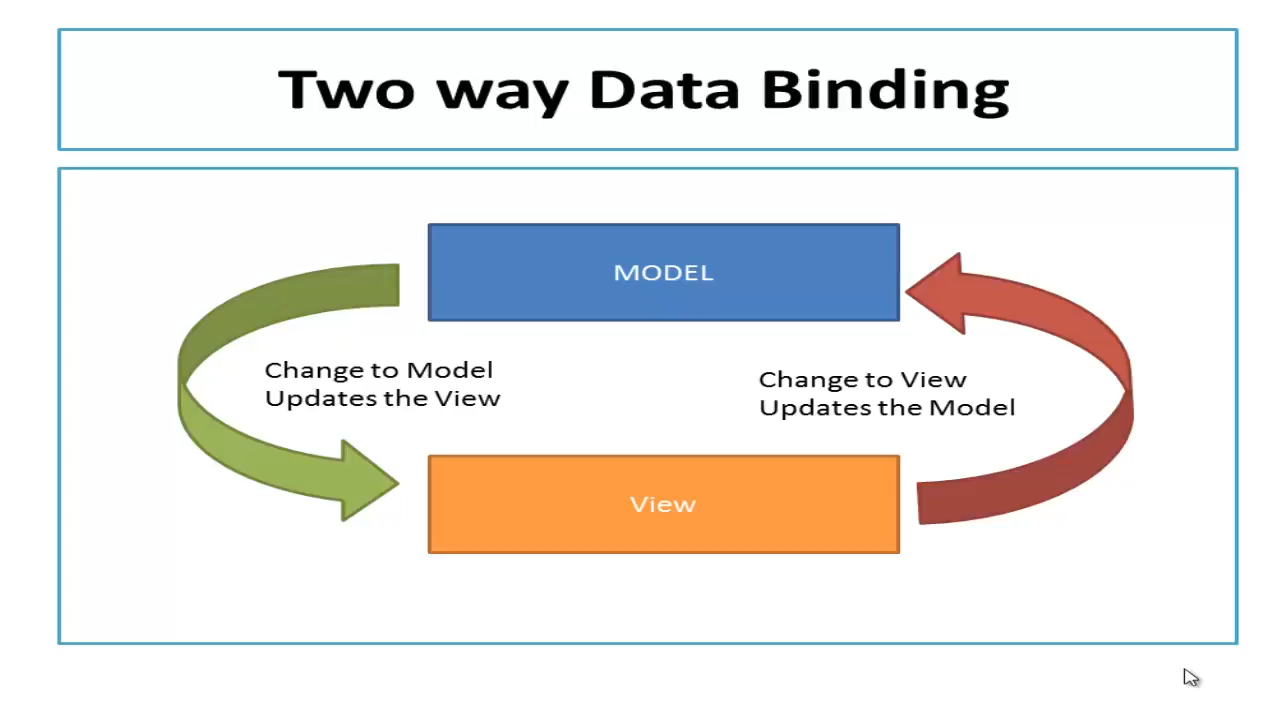 Two way Data Binding
MODEL
Change to Model
Updates the View
Change to View
Updates the Model
View